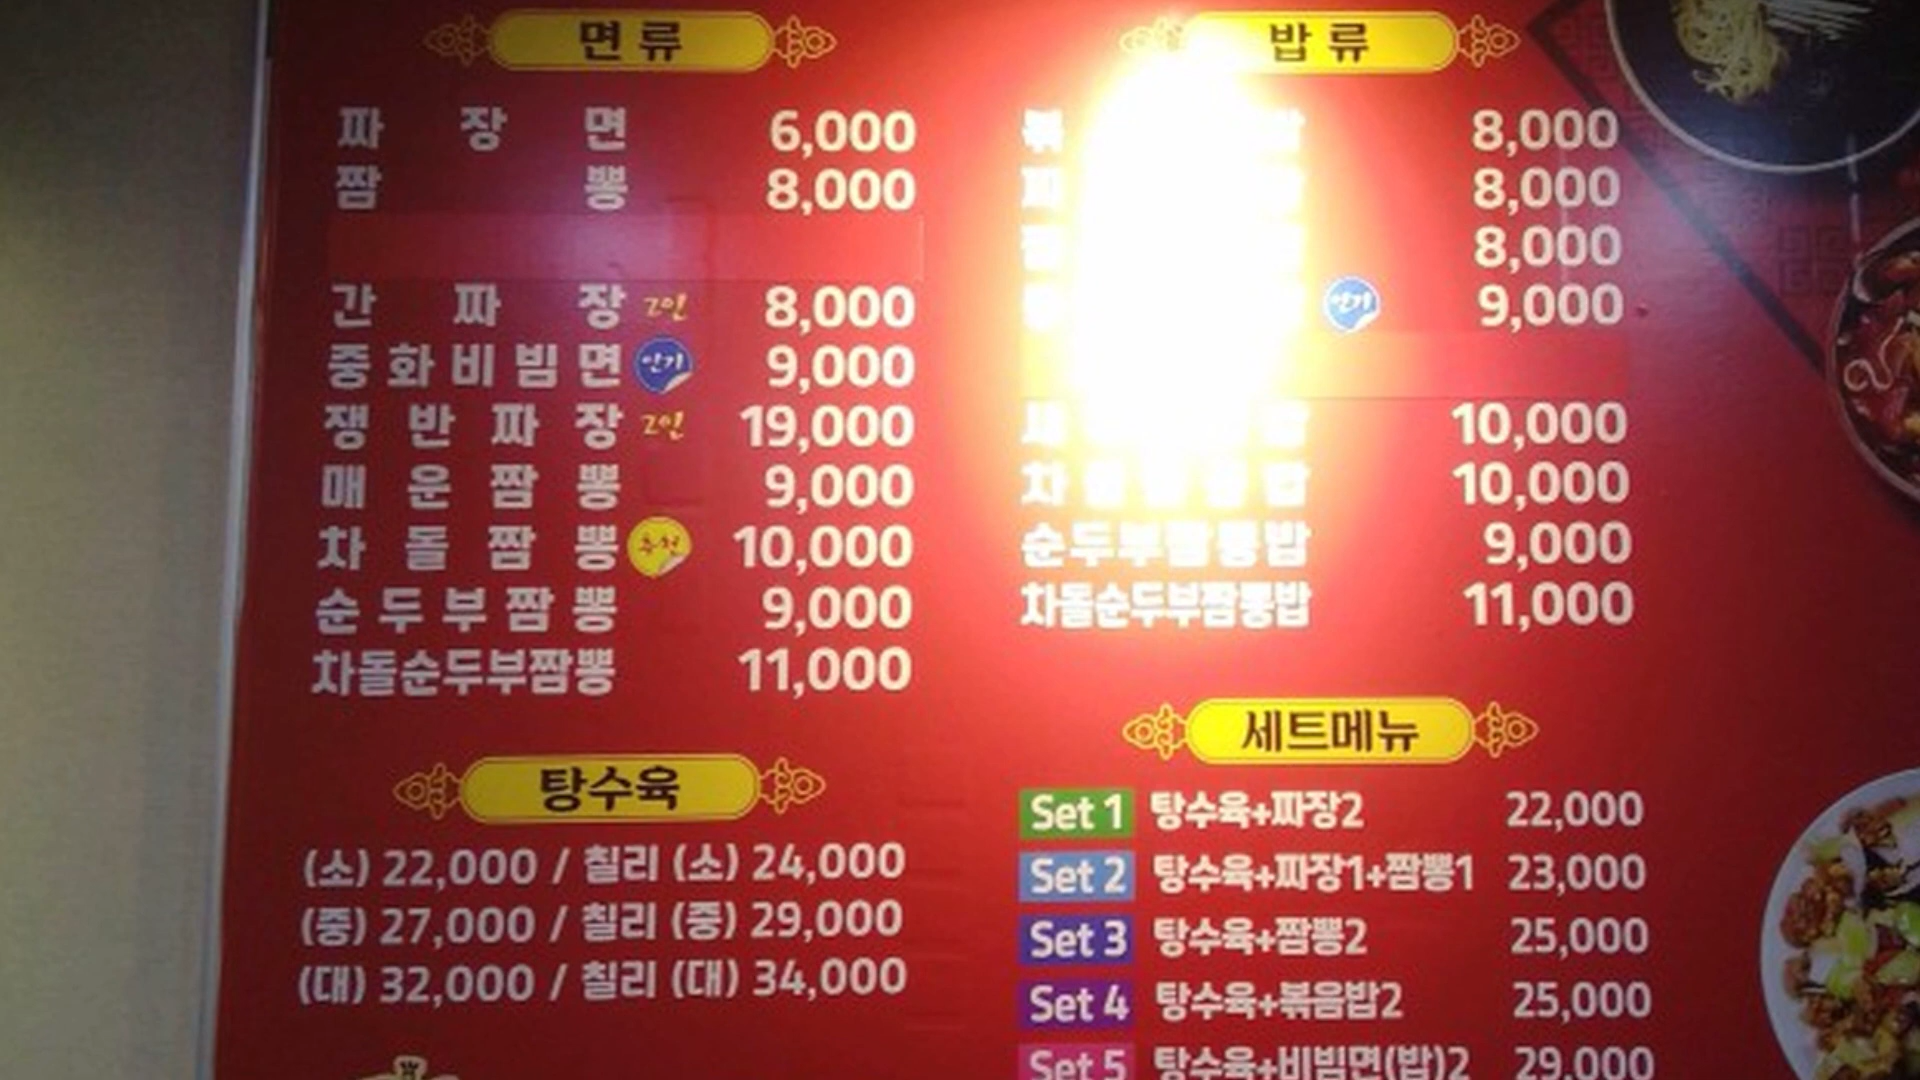 면류
짜장면 6,000
짬뽕 8,000
간짜장 2인 8,000
중화비빔면 인기 9,000
쟁반짜장 2인 19,000
매운짬뽕 9,000
차돌짬뽕 추천 10,000
순두부짬뽕 9,000
차돌순두부짬뽕 11,000
탕수육
(소) 22,000 / 칠리 (소) 24,000
(중) 27,000 / 칠리 (중) 29,000
(대) 32,000 / 칠리 (대) 34,000
밥류
8,000
8,000
8,000
인기 9,000
10,000
10,000
순두부짬뽕밥 9,000
차돌순두부짬뽕밥 11,000
세트메뉴
Set 1 탕수육+짜장2 22,000
Set 2 탕수육+짜장1+짬뽕1 23,000
Set 3 탕수육+짬뽕2 25,000
Set 4 탕수육+볶음밥2 25,000
Set 5 탕수육+비빔면(밥)2 29,000